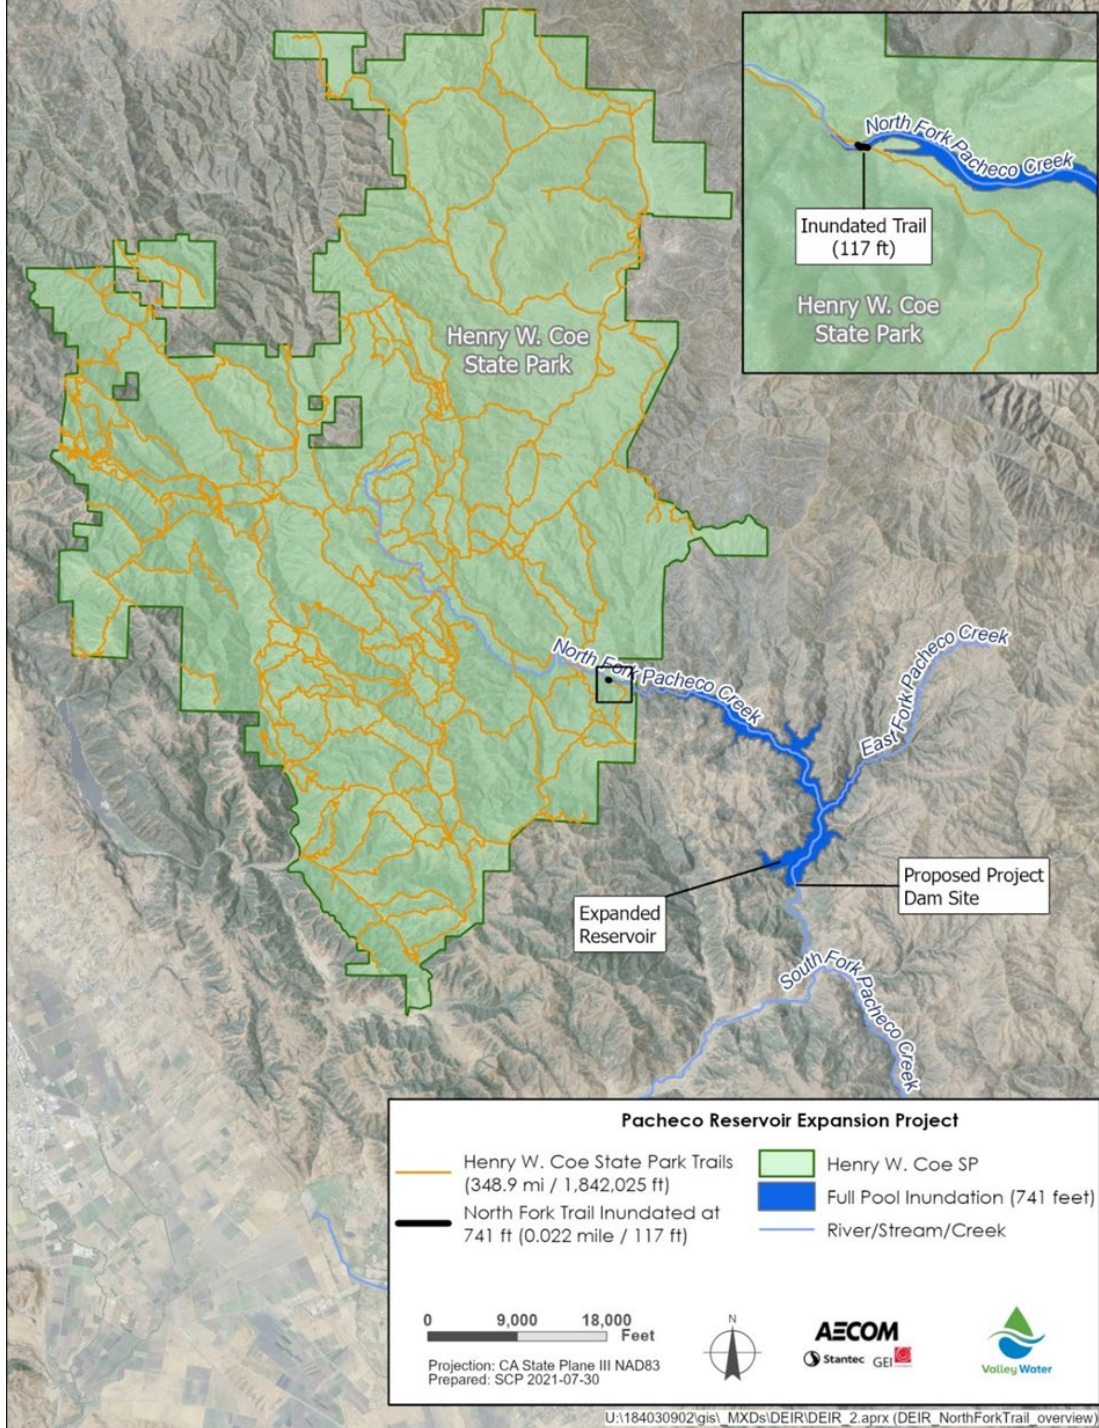 North Fork Pacheco Creek
Inundated Trail
(117 ft)
Henry W. Coe
State Park
Henry W. Coe
State Park
North Fork Pacheco Creek
East Fork Pacheco Creek
Expanded
Reservoir
Proposed Project
Dam Site
South Fork Pacheco Creek
Pacheco Reservoir Expansion Project
Henry W. Coe State Park Trails
(348.9 mi / 1,842,025 ft)
North Fork Trail Inundated at
741 ft (0.022 mile / 117 ft)
Henry W. Coe SP
Full Pool Inundation (741 feet)
River/Stream/Creek
0 9,000 18,000
Feet
Projection: CA State Plane III NAD83
Prepared: SCP 2021-07-30
N
AECOM
Stantec GEI
Valley Water
U:\184030902\gis\_MXDs\DEIR\DEIR_2.aprx (DEIR_NorthForkTrail_overview)